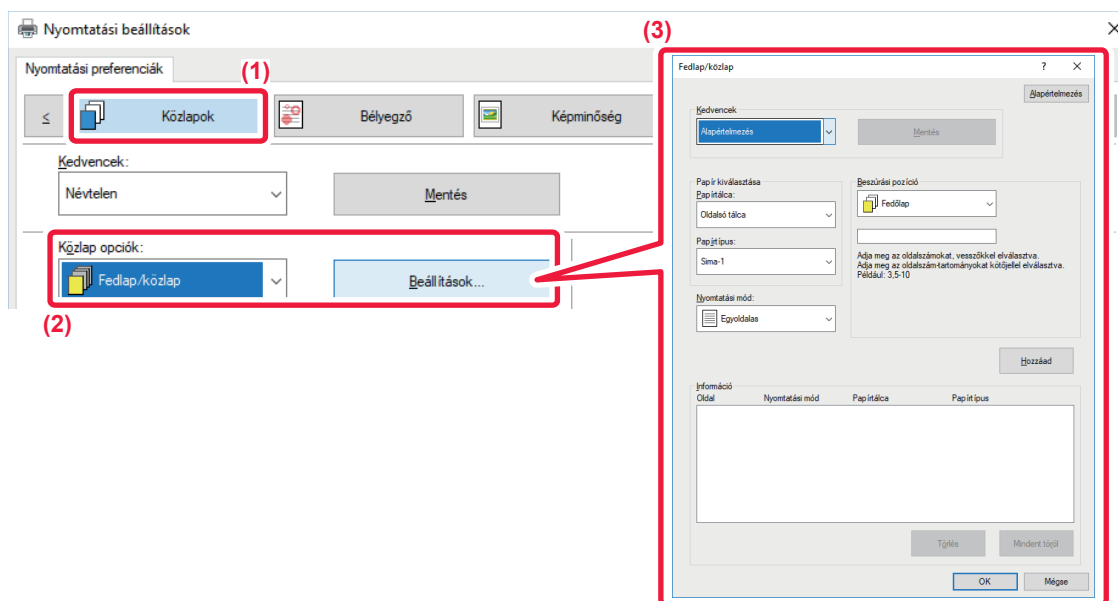 Nyomtatási beállítások
(3)
Nyomtatási preferenciák
(1)
<
Közlapok
Bélyegző
Képminőség
Kedvencek:
Névtelen
Mentés
Közlap opciók:
Fedlap/közlap
Beállítások...
(2)
Fedlap/közlap
?
Alapértelmezés
Kedvencek
Alapértelmezés
Mentés
Papír kiválasztása
Papírtálca:
Oldalsó tálca
Papírtípus:
Sima-1
Beszúrási pozíció
Fedőlap
Adja meg az oldalszámokat, vesszőkkel elválasztva.
Adja meg az oldalszám-tartományokat kötőjellel elválasztva.
Például: 3,5-10
Nyomtatási mód:
Egyoldalas
Hozzáad
Információ
Oldal Nyomtatási mód Papírtálca Papírtípus
Törlés Mindent töröl
OK Mégse